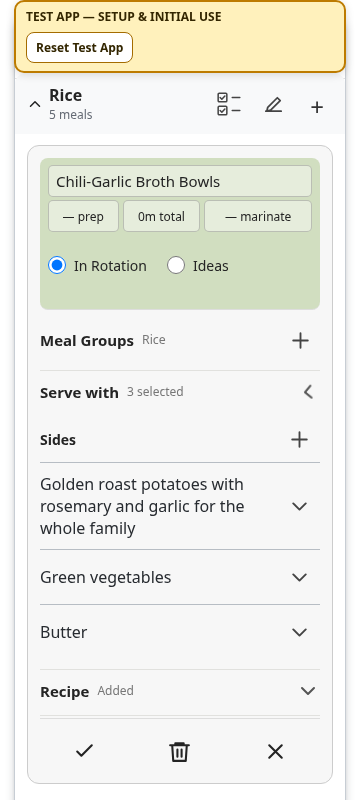 TEST APP — SETUP & INITIAL USE
Reset Test App
Rice
5 meals
Chili-Garlic Broth Bowls
— prep
0m total
— marinate
In Rotation
Ideas
Meal Groups Rice
Serve with 3 selected
Sides
Golden roast potatoes with
rosemary and garlic for the
whole family
Green vegetables
Butter
Recipe Added